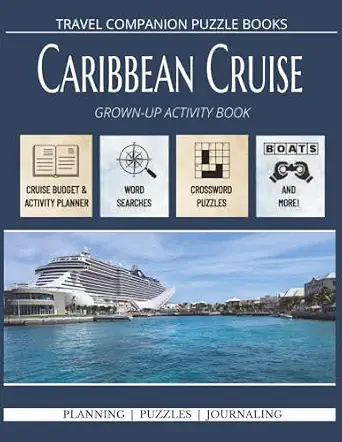 TRAVEL COMPANION PUZZLE BOOKS
CARIBBEAN CRUISE
GROWN-UP ACTIVITY BOOK
CRUISE BUDGET &
ACTIVITY PLANNER
WORD
SEARCHES
CROSSWORD
PUZZLES
BOATS
AND
MORE!
PLANNING | PUZZLES | JOURNALING